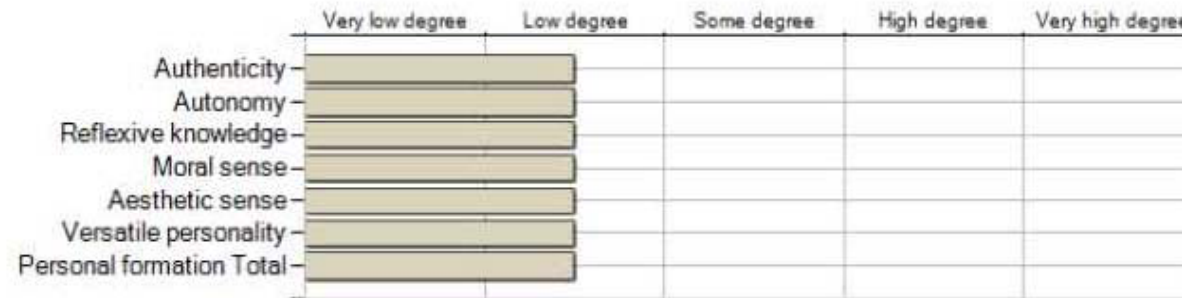 Very low degree Low degree Some degree High degree Very high degree
Authenticity
Autonomy
Reflexive knowledge
Moral sense
Aesthetic sense
Versatile personality
Personal formation Total